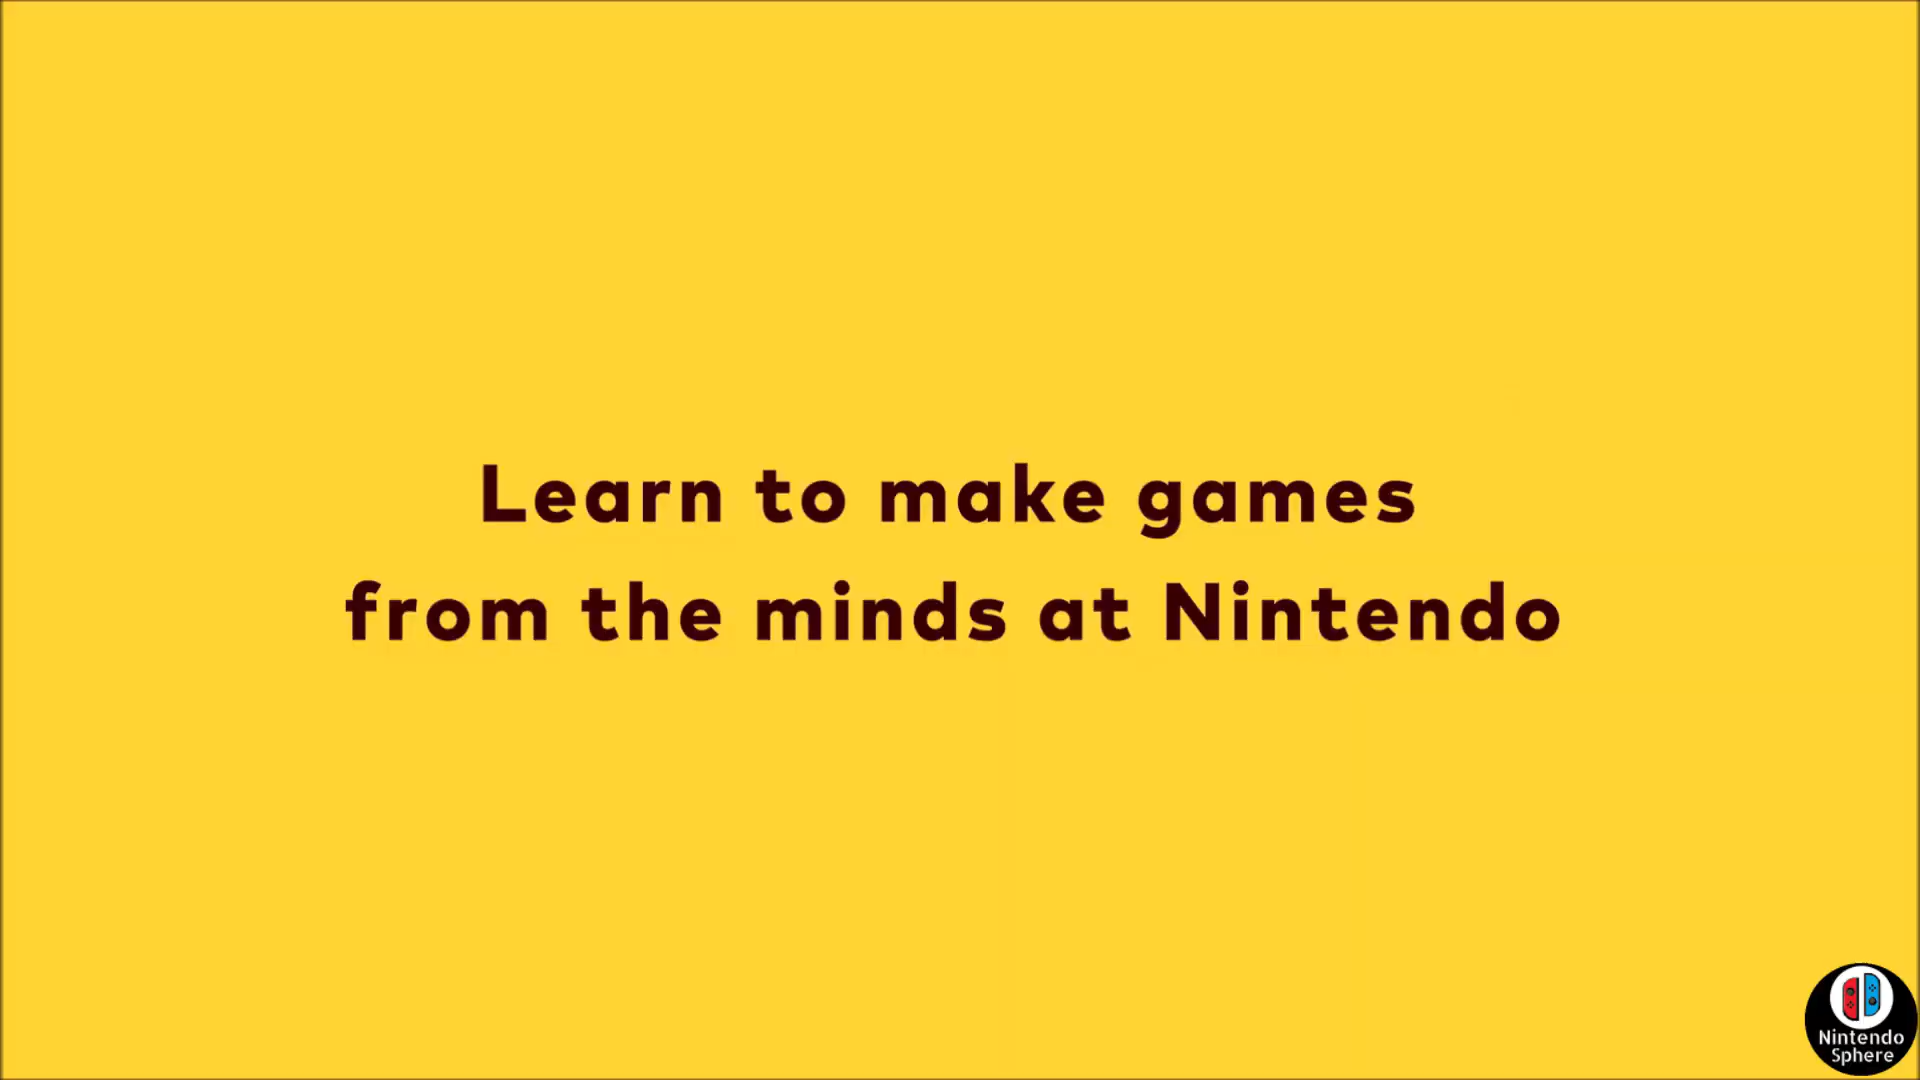 Learn to make games
from the minds at Nintendo
Nintendo
Sphere